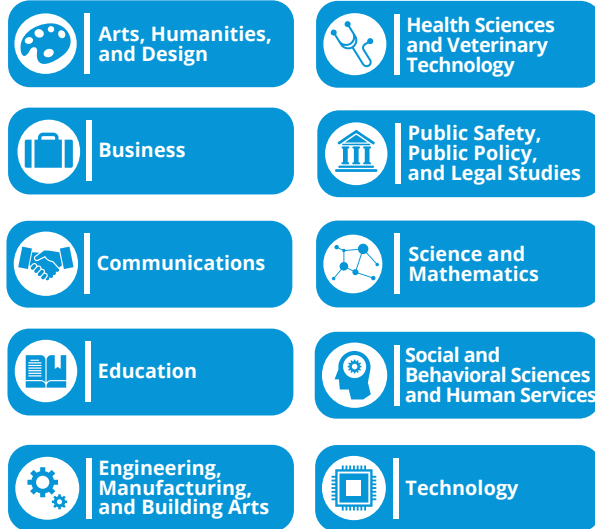 Arts, Humanities,
and Design
Health Sciences
and Veterinary
Technology
Business
Public Safety,
Public Policy,
and Legal Studies
Communications
Science and
Mathematics
Education
Social and
Behavioral Sciences
and Human Services
Engineering,
Manufacturing,
and Building Arts
Technology